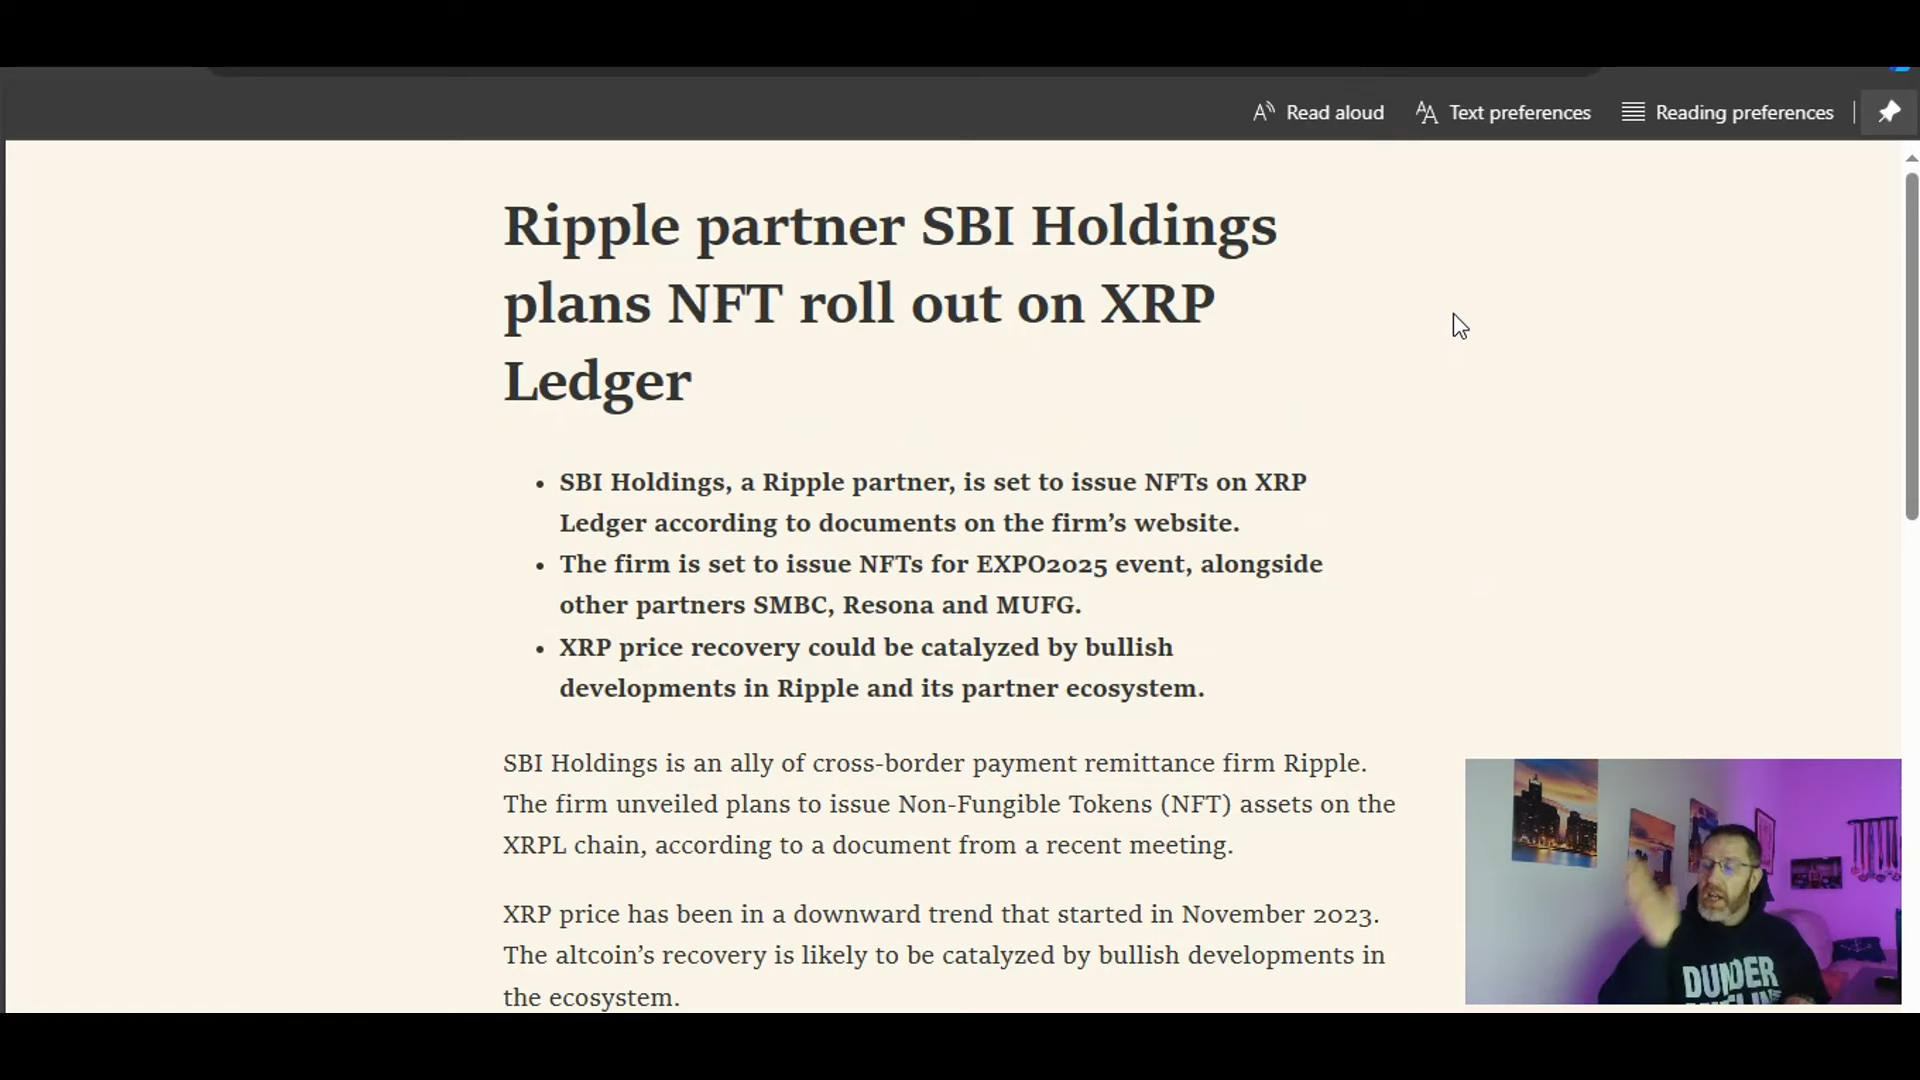 Read aloud Text preferences Reading preferences
Ripple partner SBI Holdings
plans NFT roll out on XRP
Ledger
• SBI Holdings, a Ripple partner, is set to issue NFTs on XRP
Ledger according to documents on the firm’s website.
• The firm is set to issue NFTs for EXPO2025 event, alongside
other partners SMBC, Resona and MUFG.
• XRP price recovery could be catalyzed by bullish
developments in Ripple and its partner ecosystem.
SBI Holdings is an ally of cross-border payment remittance firm Ripple.
The firm unveiled plans to issue Non-Fungible Tokens (NFT) assets on the
XRPL chain, according to a document from a recent meeting.
XRP price has been in a downward trend that started in November 2023.
The altcoin’s recovery is likely to be catalyzed by bullish developments in
the ecosystem.
DUNDER